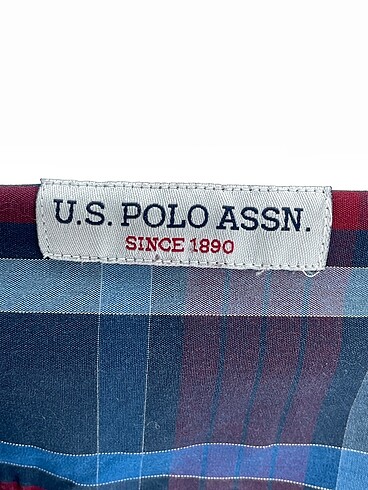 U.S. POLO ASSN.
SINCE 1890